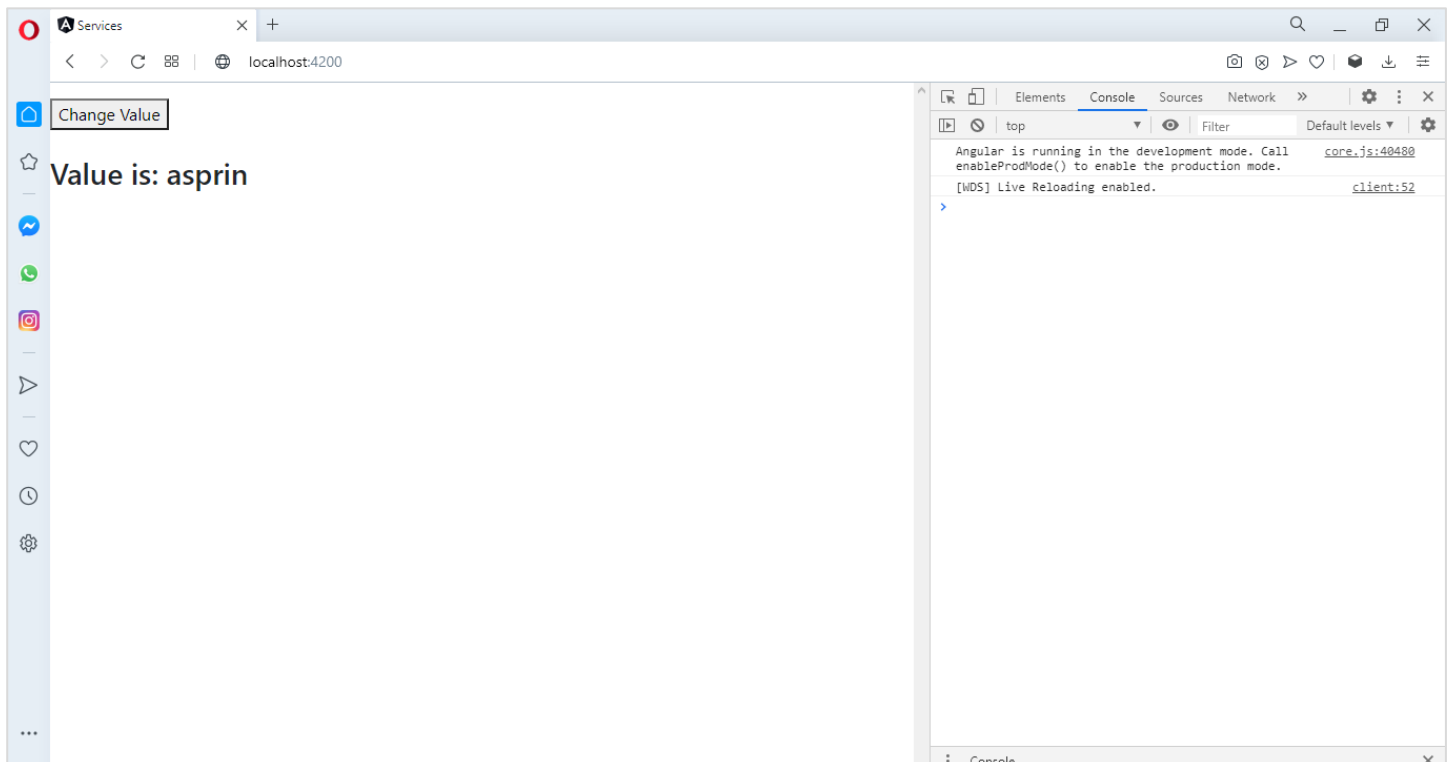 Services
localhost:4200
Change Value
Value is: asprin
Elements Console Sources Network »
top Filter Default levels ▼
Angular is running in the development mode. Call core.js:40480
enableProdMode() to enable the production mode.
[WDS] Live Reloading enabled. client:52
Console